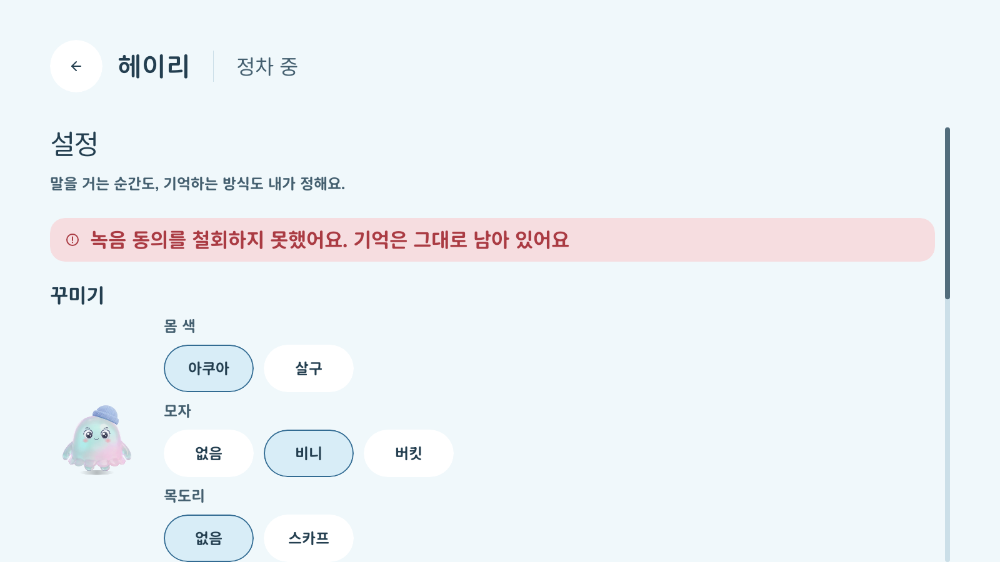 헤이리
정차 중
설정
말을 거는 순간도, 기억하는 방식도 내가 정해요.
녹음 동의를 철회하지 못했어요. 기억은 그대로 남아 있어요
꾸미기
몸 색
아쿠아 살구
모자
없음 비니 버킷
목도리
없음 스카프